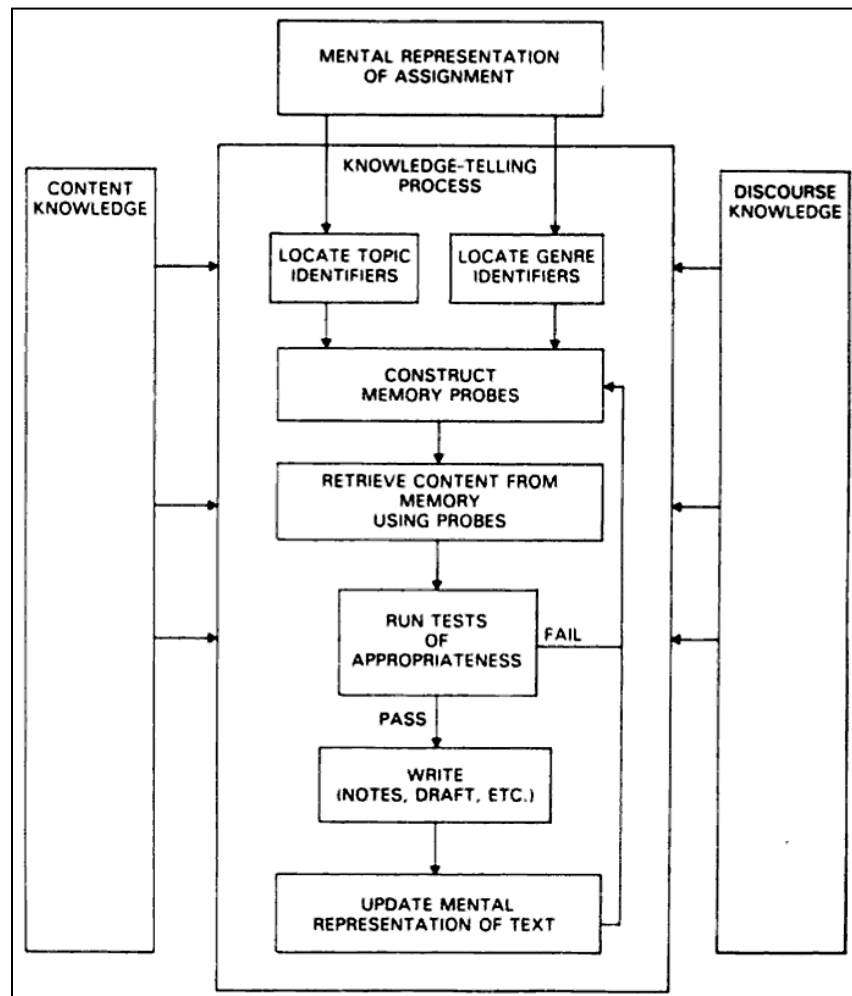 MENTAL REPRESENTATION
OF ASSIGNMENT
KNOWLEDGE-TELLING
PROCESS
CONTENT
KNOWLEDGE
DISCOURSE
KNOWLEDGE
LOCATE TOPIC
IDENTIFIERS
LOCATE GENRE
IDENTIFIERS
CONSTRUCT
MEMORY PROBES
RETRIEVE CONTENT FROM
MEMORY
USING PROBES
RUN TESTS
OF
APPROPRIATENESS
FAIL
PASS
WRITE
(NOTES, DRAFT, ETC.)
UPDATE MENTAL
REPRESENTATION OF TEXT